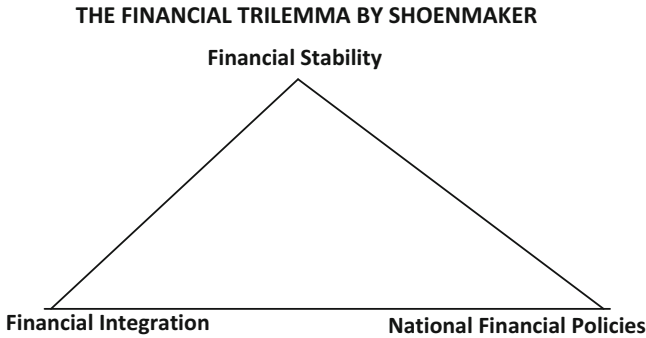 THE FINANCIAL TRILEMMA BY SHOENMAKER
Financial Stability
Financial Integration
National Financial Policies